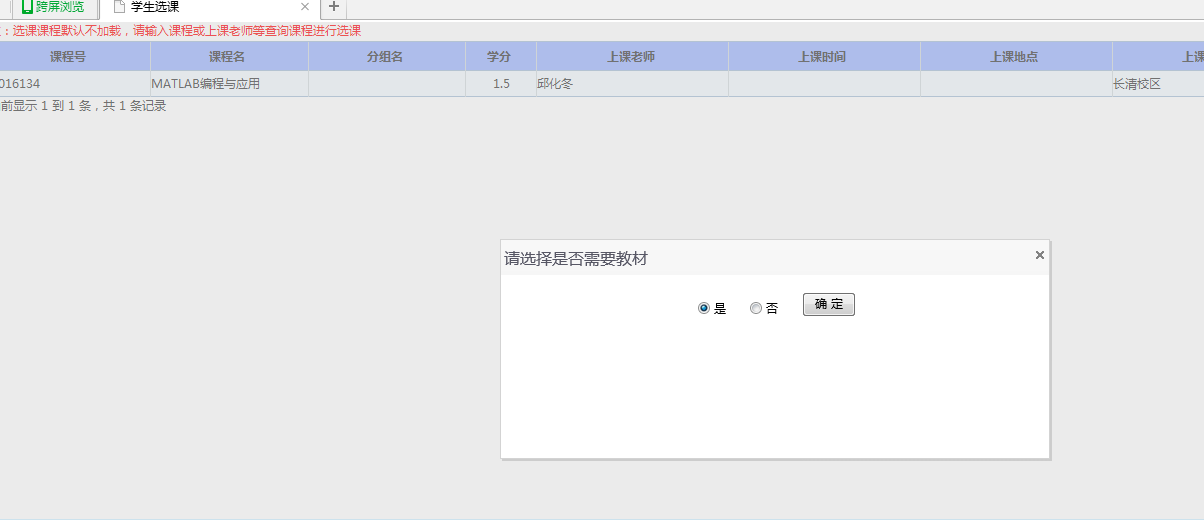 跨屏浏览 学生选课
：选课课程默认不加载，请输入课程或上课老师等查询课程进行选课
课程号 课程名 分组名 学分 上课老师 上课时间 上课地点 上课
016134 MATLAB编程与应用 1.5 邱化冬 长清校区
前显示 1 到 1 条，共 1 条记录
请选择是否需要教材
是 否 确 定